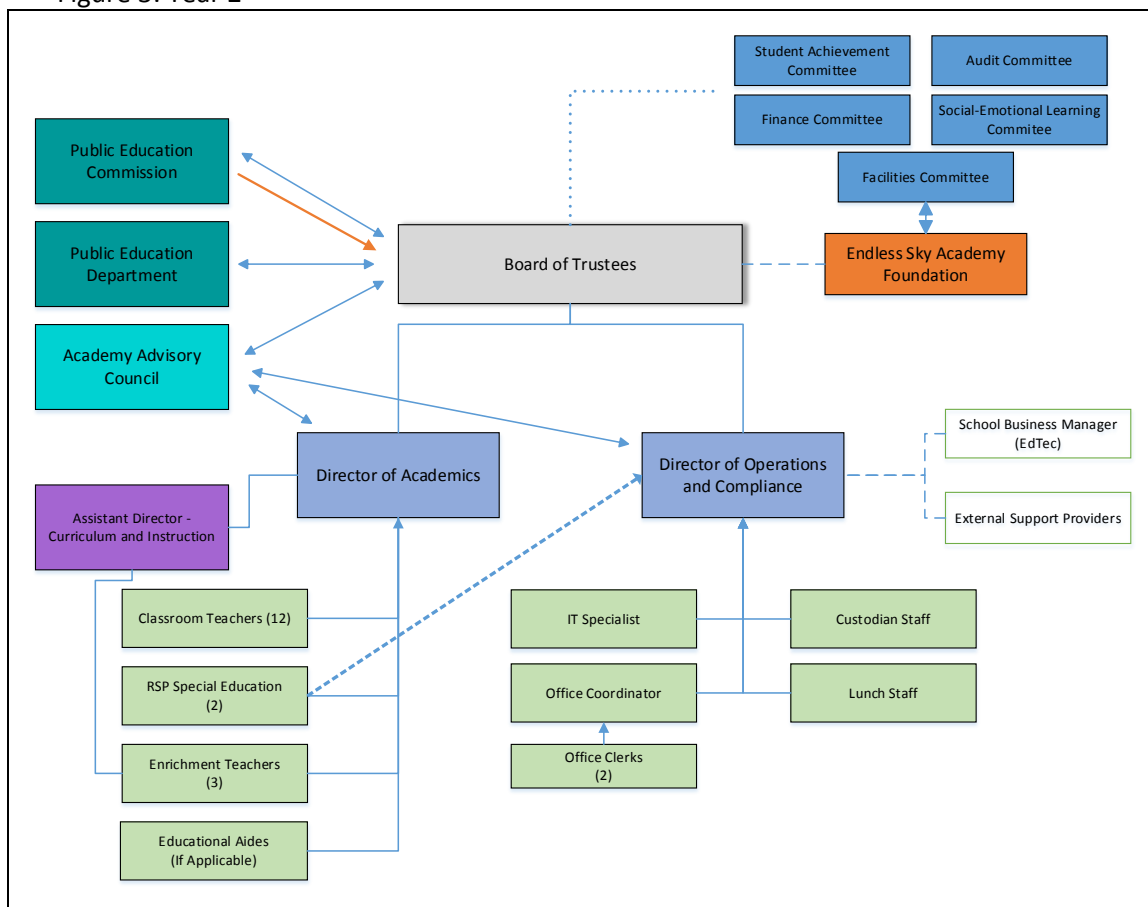 Figure Year 2
Student Achievement
Committee
Audit Committee
Finance Committee
Social-Emotional Learning
Commitee
Facilities Committee
Public Education
Commission
Public Education
Department
Academy Advisory
Council
Board of Trustees
Endless Sky Academy
Foundation
Director of Academics
Director of Operations
and Compliance
School Business Manager
(EdTec)
External Support Providers
Assistant Director -
Curriculum and Instruction
Classroom Teachers (12)
RSP Special Education
(2)
Enrichment Teachers
(3)
Educational Aides
(If Applicable)
IT Specialist
Custodian Staff
Office Coordinator
Lunch Staff
Office Clerks
(2)